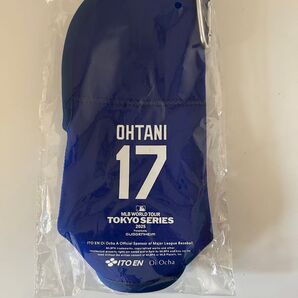 OHTANI
17
MLB WORLD TOUR
TOKYO SERIES
2025
GUGGENHEIM
ITO EN Oi Ocha A Official Sponsor of Major League Baseball
ITO EN Oi Ocha